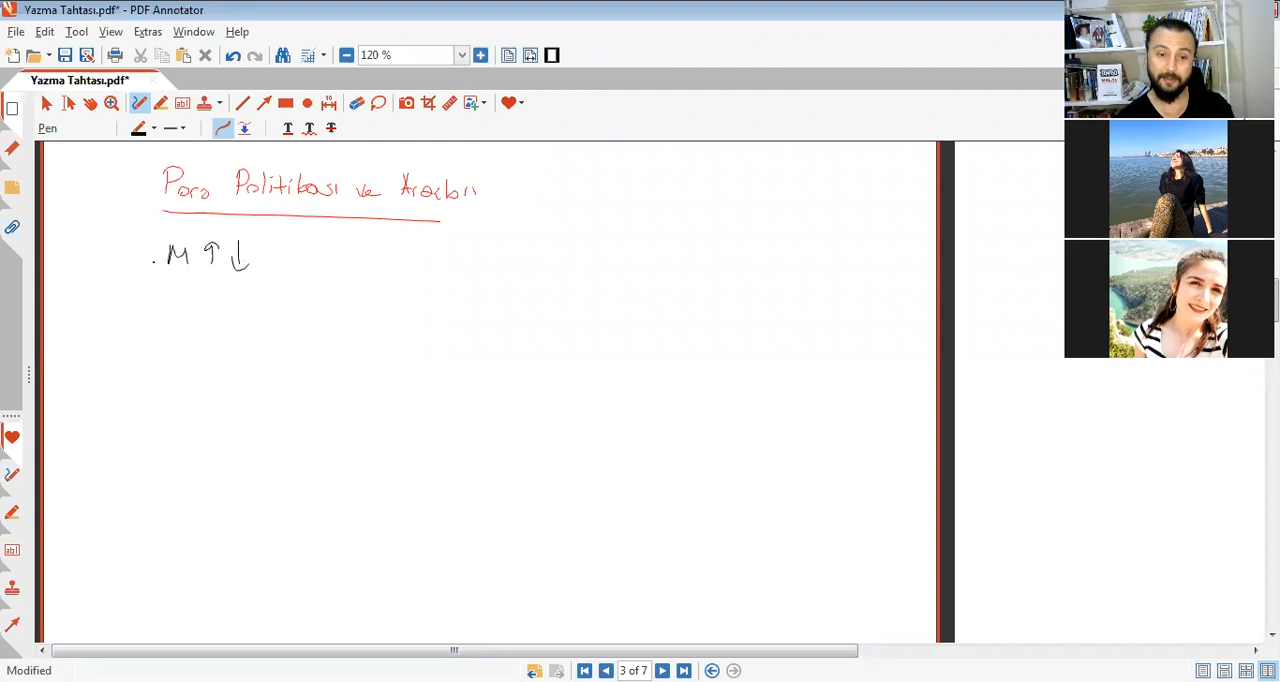 Yazma Tahtası.pdf* - PDF Annotator
File Edit Tool View Extras Window Help
120 %
Yazma Tahtası.pdf*
Pen
Para Politikası ve Araçları
. M ↑ ↓
Modified
3 of 7